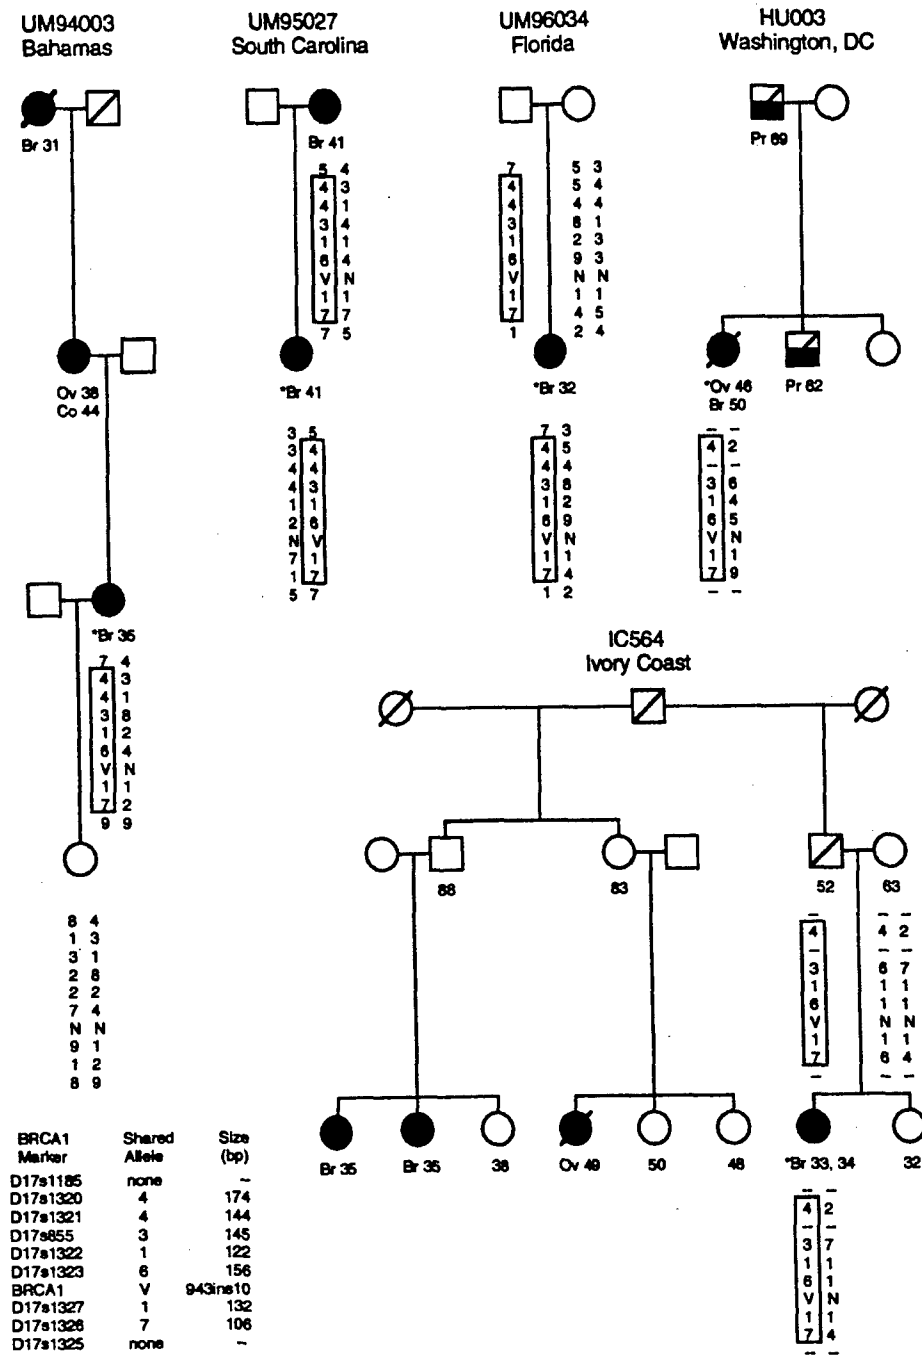 UM94003
Bahamas
Br 31
Ov 38
Co 44
*Br 36
7 4
4 3
4 1
3 8
1 2
6 4
V N
1 1
7 2
9 9
8 4
1 3
3 1
2 8
2 2
7 4
N N
9 1
1 2
8 9
UM95027
South Carolina
Br 41
5 4
4 3
4 1
3 4
1 1
6 4
V N
1 1
7 7
7 5
*Br 41
3 5
3 4
4 4
4 3
1 1
2 6
N V
7 1
1 7
5 7
UM96034
Florida
7
4
4
3
1
6
V
1
7
1
5 3
5 4
4 4
8 1
2 3
9 3
N N
1 1
4 5
2 4
*Br 32
7 3
4 5
4 4
3 8
1 2
6 9
V N
1 1
7 4
1 2
HU003
Washington, DC
Pr 69
*Ov 46
Br 50
Pr 62
– –
4 2
– –
3 6
1 4
6 5
V N
1 1
7 9
– –
IC564
Ivory Coast
88
83
52
63
–
4
–
3
1
6
V
1
7
–
– –
4 2
– –
6 7
1 1
1 1
N N
1 1
6 4
– –
Br 35
Br 35
38
Ov 49
50
48
*Br 33, 34
32
– –
4 2
– –
3 7
1 1
6 1
V N
1 1
7 4
– –
BRCA1 Marker Shared Allele Size (bp)
D17s1185 none –
D17s1320 4 174
D17s1321 4 144
D17s855 3 145
D17s1322 1 122
D17s1323 6 156
BRCA1 V 943ins10
D17s1327 1 132
D17s1326 7 106
D17s1325 none –